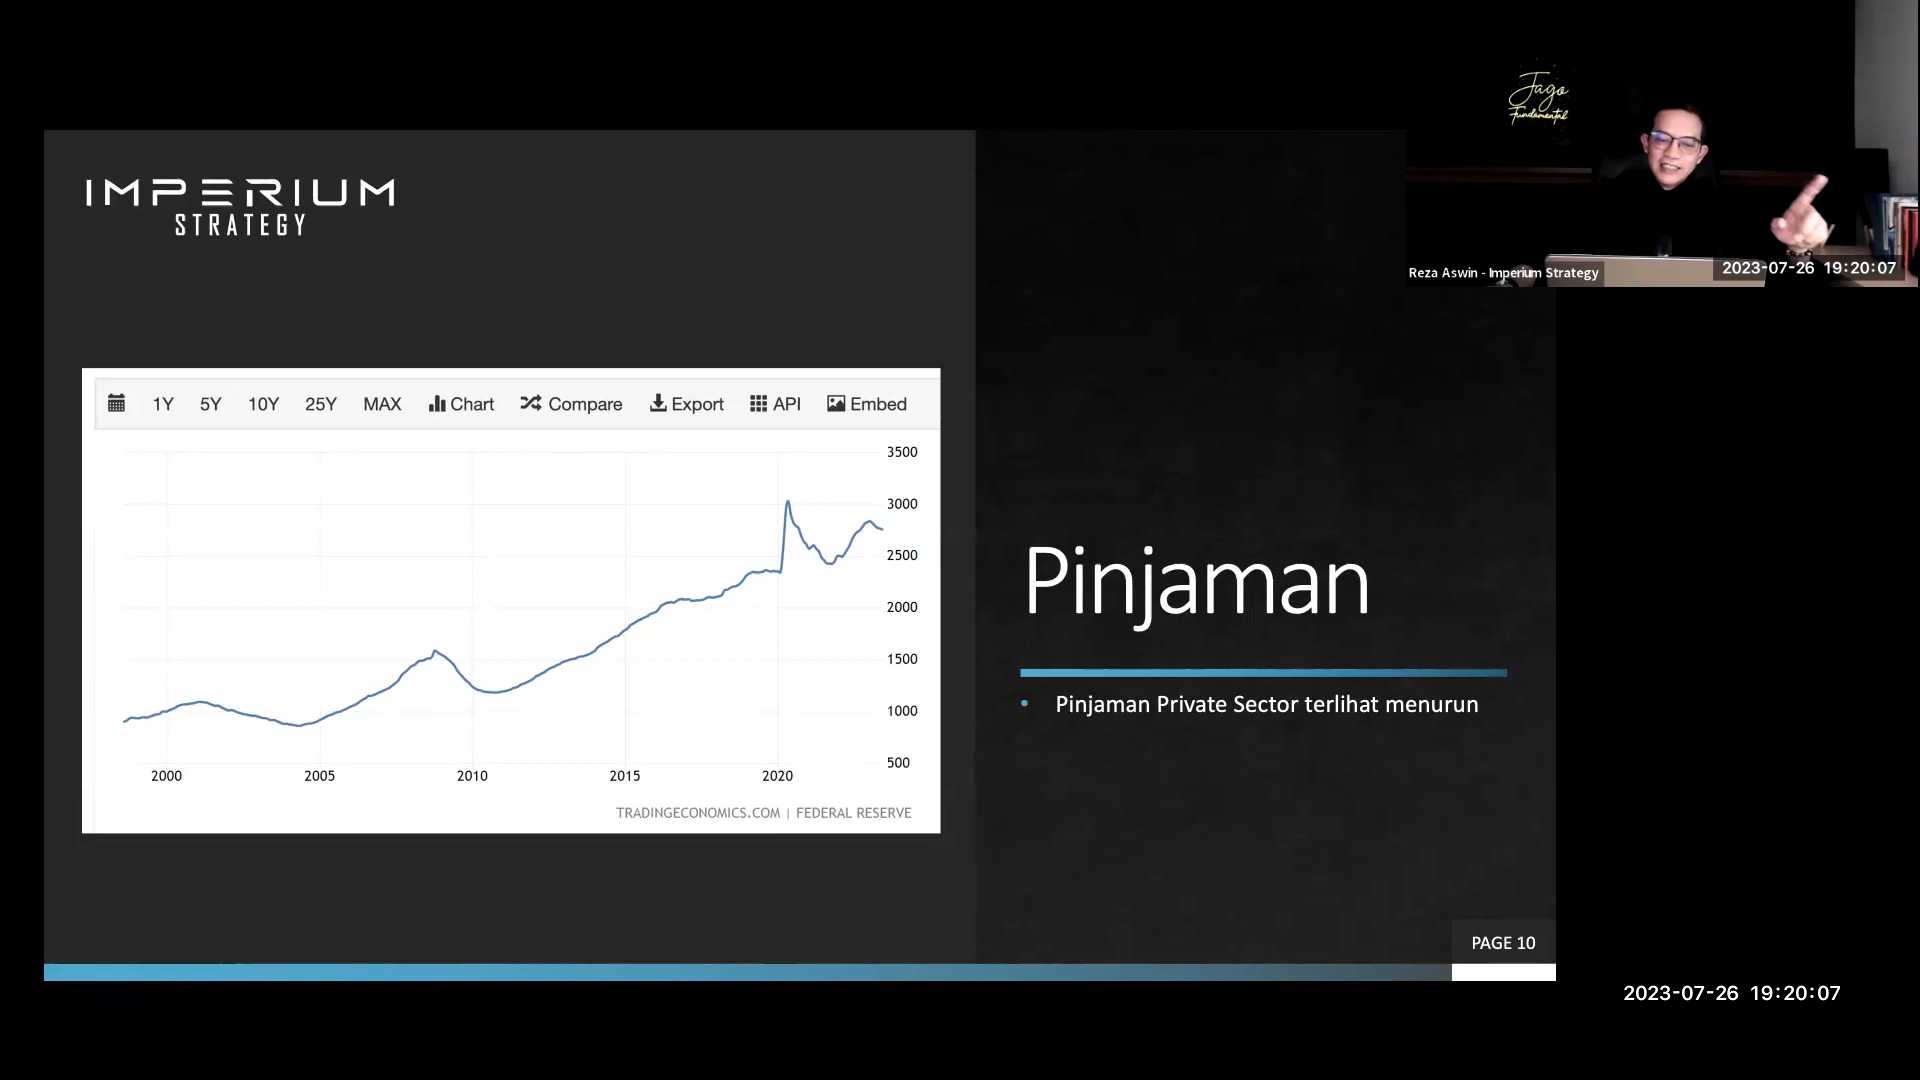 IMPERIUM
STRATEGY
1Y 5Y 10Y 25Y MAX Chart Compare Export API Embed
3500
3000
2500
2000
1500
1000
500
2000 2005 2010 2015 2020
TRADINGECONOMICS.COM | FEDERAL RESERVE
Jago
Fundamental
Reza Aswin - Imperium Strategy
2023-07-26 19:20:07
Pinjaman
• Pinjaman Private Sector terlihat menurun
PAGE 10
2023-07-26 19:20:07